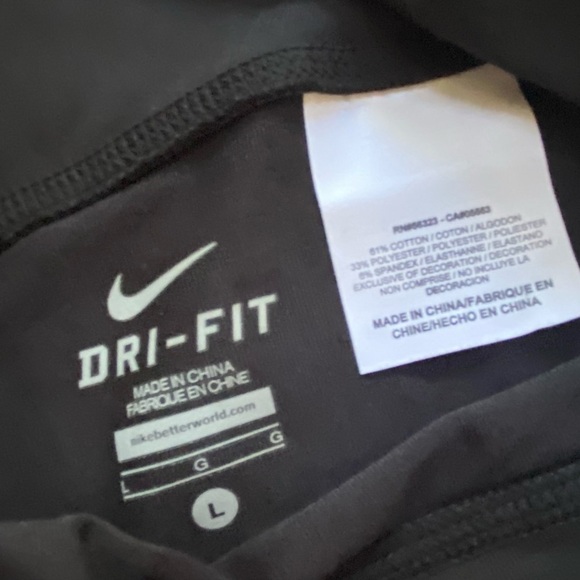 DRI-FIT
MADE IN CHINA
FABRIQUE EN CHINE
nikebetterworld.com
L G G
L
RN#56323 - CA#05553
61% COTTON / COTON / ALGODON
33% POLYESTER / POLYESTER / POLIESTER
6% SPANDEX / ELASTHANNE / ELASTANO
EXCLUSIVE OF DECORATION / DECORATION
NON COMPRISE / NO INCLUYE LA
DECORACION
MADE IN CHINA/FABRIQUE EN
CHINE/HECHO EN CHINA